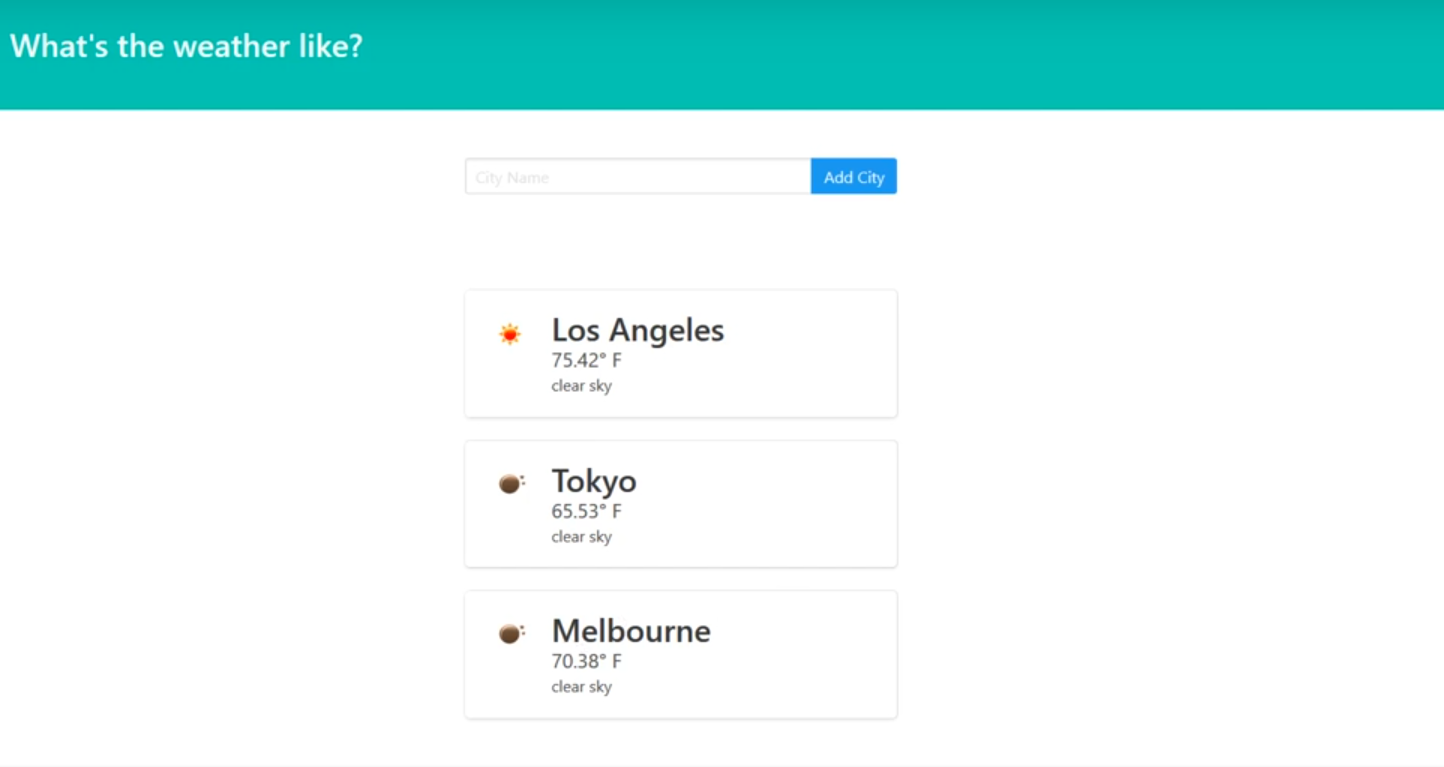 What's the weather like?
City Name
Add City
Los Angeles
75.42° F
clear sky
Tokyo
65.53° F
clear sky
Melbourne
70.38° F
clear sky